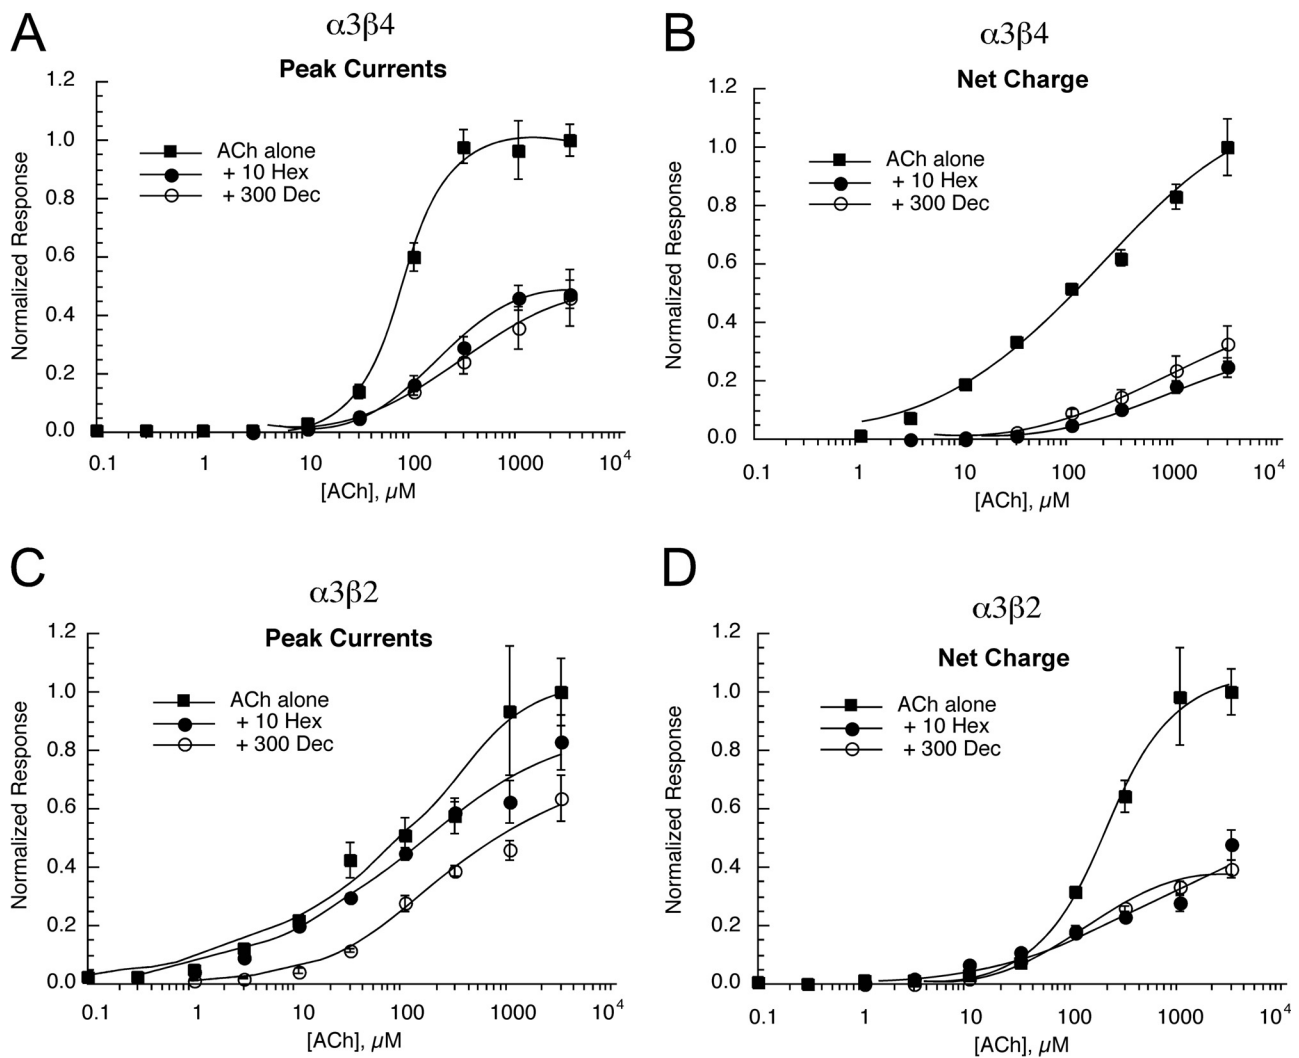 A
α3β4
Peak Currents
Normalized Response
1.2
1.0
0.8
0.6
0.4
0.2
0.0
ACh alone
+ 10 Hex
+ 300 Dec
0.1 1 10 100 1000 10⁴
[ACh], µM
B
α3β4
Net Charge
Normalized Response
1.2
1.0
0.8
0.6
0.4
0.2
0.0
ACh alone
+ 10 Hex
+ 300 Dec
0.1 1 10 100 1000 10⁴
[ACh], µM
C
α3β2
Peak Currents
Normalized Response
1.2
1.0
0.8
0.6
0.4
0.2
0.0
ACh alone
+ 10 Hex
+ 300 Dec
0.1 1 10 100 1000 10⁴
[ACh], µM
D
α3β2
Net Charge
Normalized Response
1.2
1.0
0.8
0.6
0.4
0.2
0.0
ACh alone
+ 10 Hex
+ 300 Dec
0.1 1 10 100 1000 10⁴
[ACh], µM